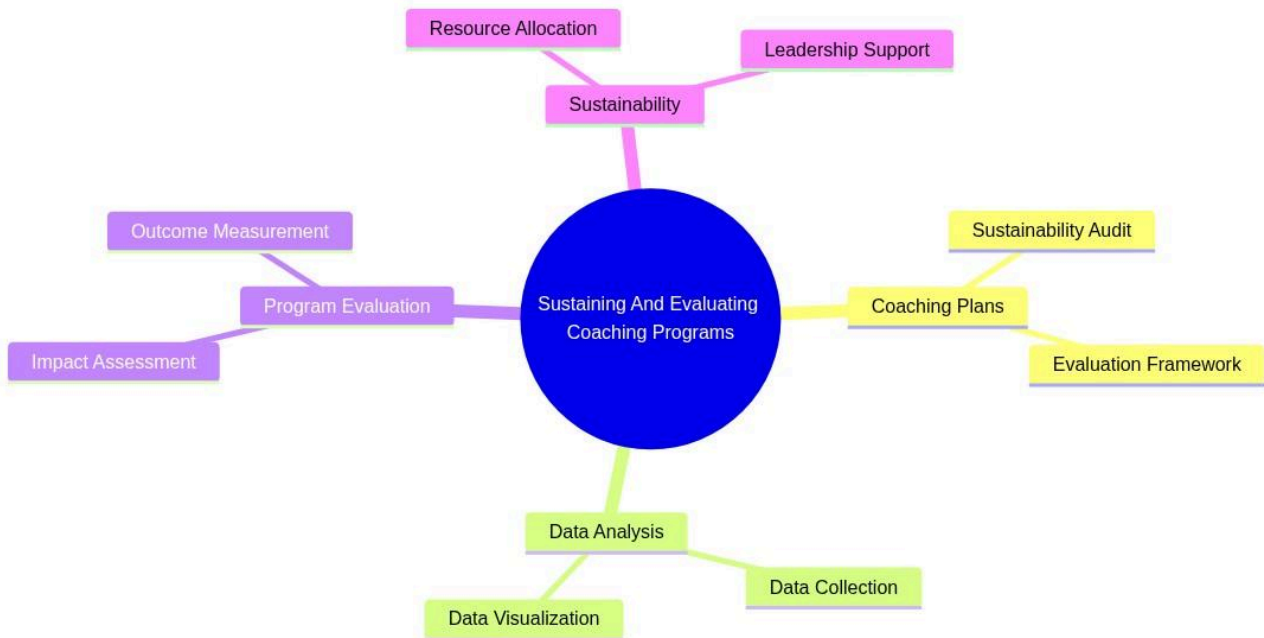 Resource Allocation
Leadership Support
Sustainability
Outcome Measurement
Program Evaluation
Impact Assessment
Sustaining And Evaluating
Coaching Programs
Sustainability Audit
Coaching Plans
Evaluation Framework
Data Analysis
Data Collection
Data Visualization